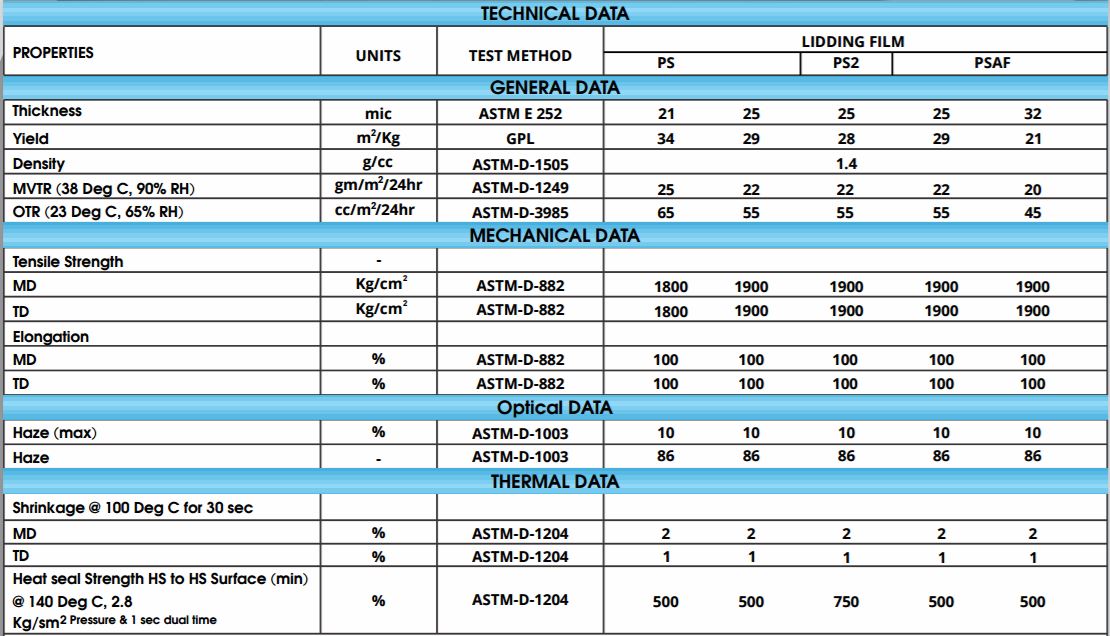 TECHNICAL DATA
PROPERTIES UNITS TEST METHOD LIDDING FILM
PS PS2 PSAF
GENERAL DATA
Thickness mic ASTM E 252 21 25 25 25 32
Yield m²/Kg GPL 34 29 28 29 21
Density g/cc ASTM-D-1505 1.4
MVTR (38 Deg C, 90% RH) gm/m²/24hr ASTM-D-1249 25 22 22 22 20
OTR (23 Deg C, 65% RH) cc/m²/24hr ASTM-D-3985 65 55 55 55 45
MECHANICAL DATA
Tensile Strength -
MD Kg/cm² ASTM-D-882 1800 1900 1900 1900 1900
TD Kg/cm² ASTM-D-882 1800 1900 1900 1900 1900
Elongation
MD % ASTM-D-882 100 100 100 100 100
TD % ASTM-D-882 100 100 100 100 100
Optical DATA
Haze (max) % ASTM-D-1003 10 10 10 10 10
Haze - ASTM-D-1003 86 86 86 86 86
THERMAL DATA
Shrinkage @ 100 Deg C for 30 sec
MD % ASTM-D-1204 2 2 2 2 2
TD % ASTM-D-1204 1 1 1 1 1
Heat seal Strength HS to HS Surface (min)
@ 140 Deg C, 2.8 % ASTM-D-1204 500 500 750 500 500
Kg/sm² Pressure & 1 sec dual time